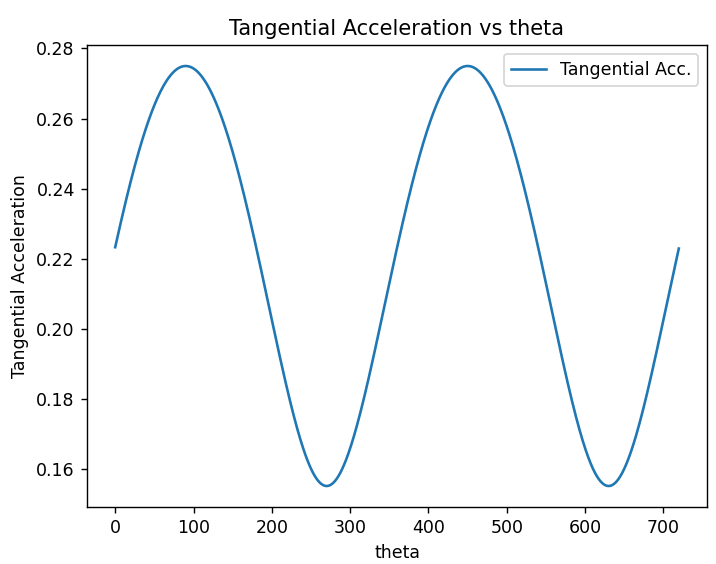 Tangential Acceleration vs theta
Tangential Acc.
Tangential Acceleration
0.28
0.26
0.24
0.22
0.20
0.18
0.16
0 100 200 300 400 500 600 700
theta